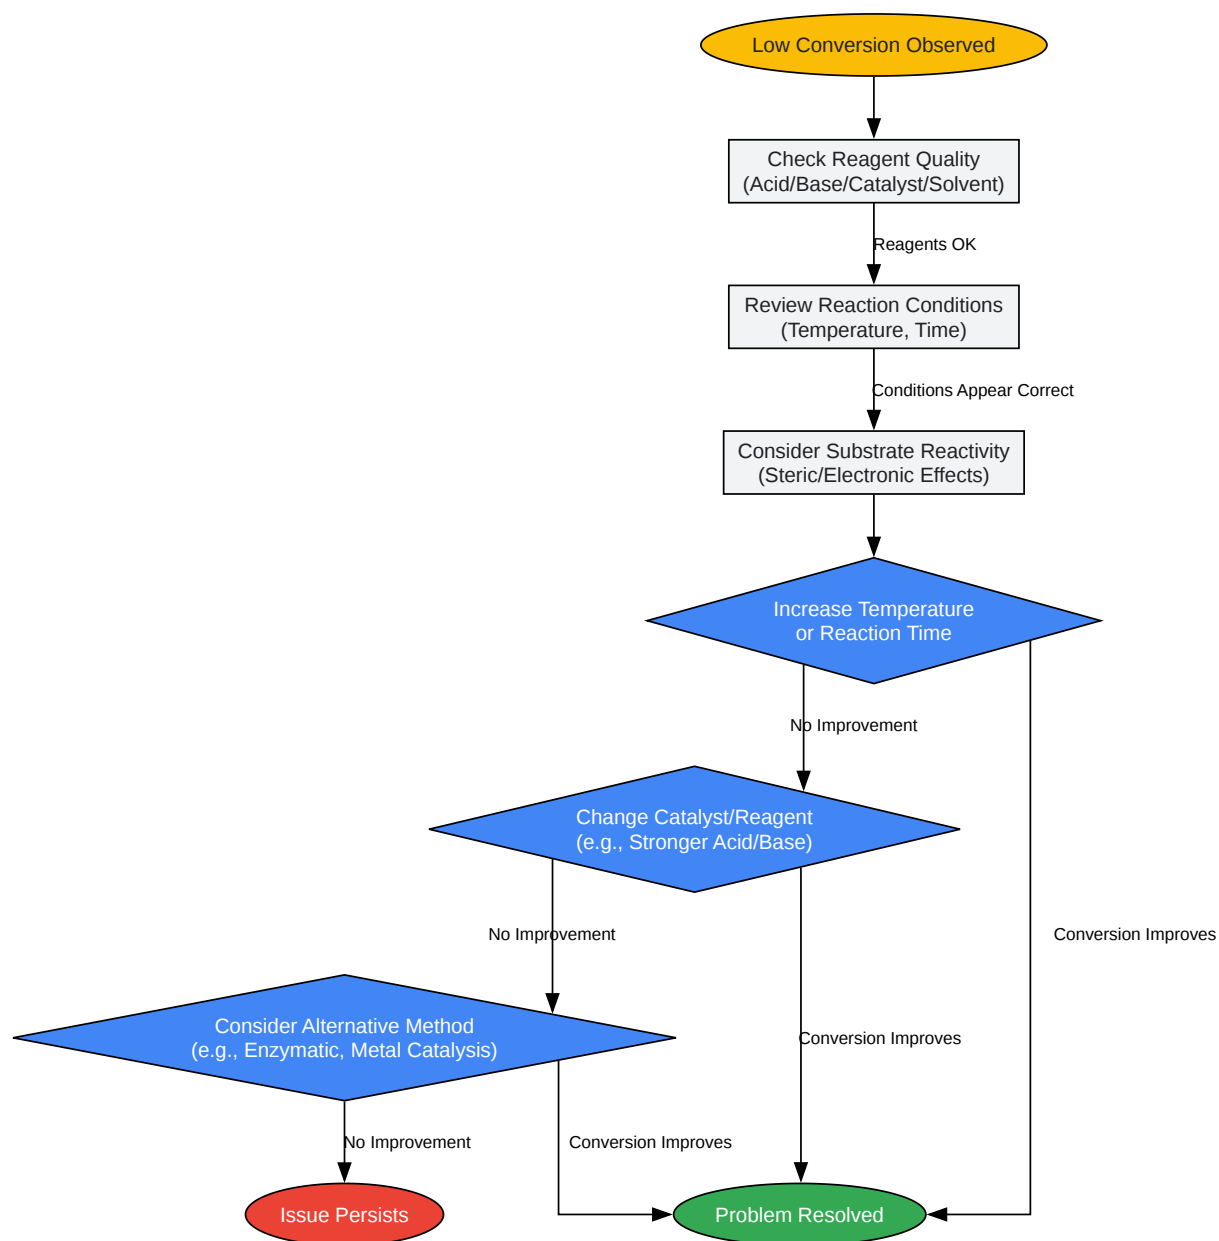 Low Conversion Observed
Check Reagent Quality
(Acid/Base/Catalyst/Solvent)
Reagents OK
Review Reaction Conditions
(Temperature, Time)
Conditions Appear Correct
Consider Substrate Reactivity
(Steric/Electronic Effects)
Increase Temperature
or Reaction Time
No Improvement
Change Catalyst/Reagent
(e.g., Stronger Acid/Base)
No Improvement
Conversion Improves
Consider Alternative Method
(e.g., Enzymatic, Metal Catalysis)
Conversion Improves
No Improvement
Conversion Improves
Issue Persists
Problem Resolved